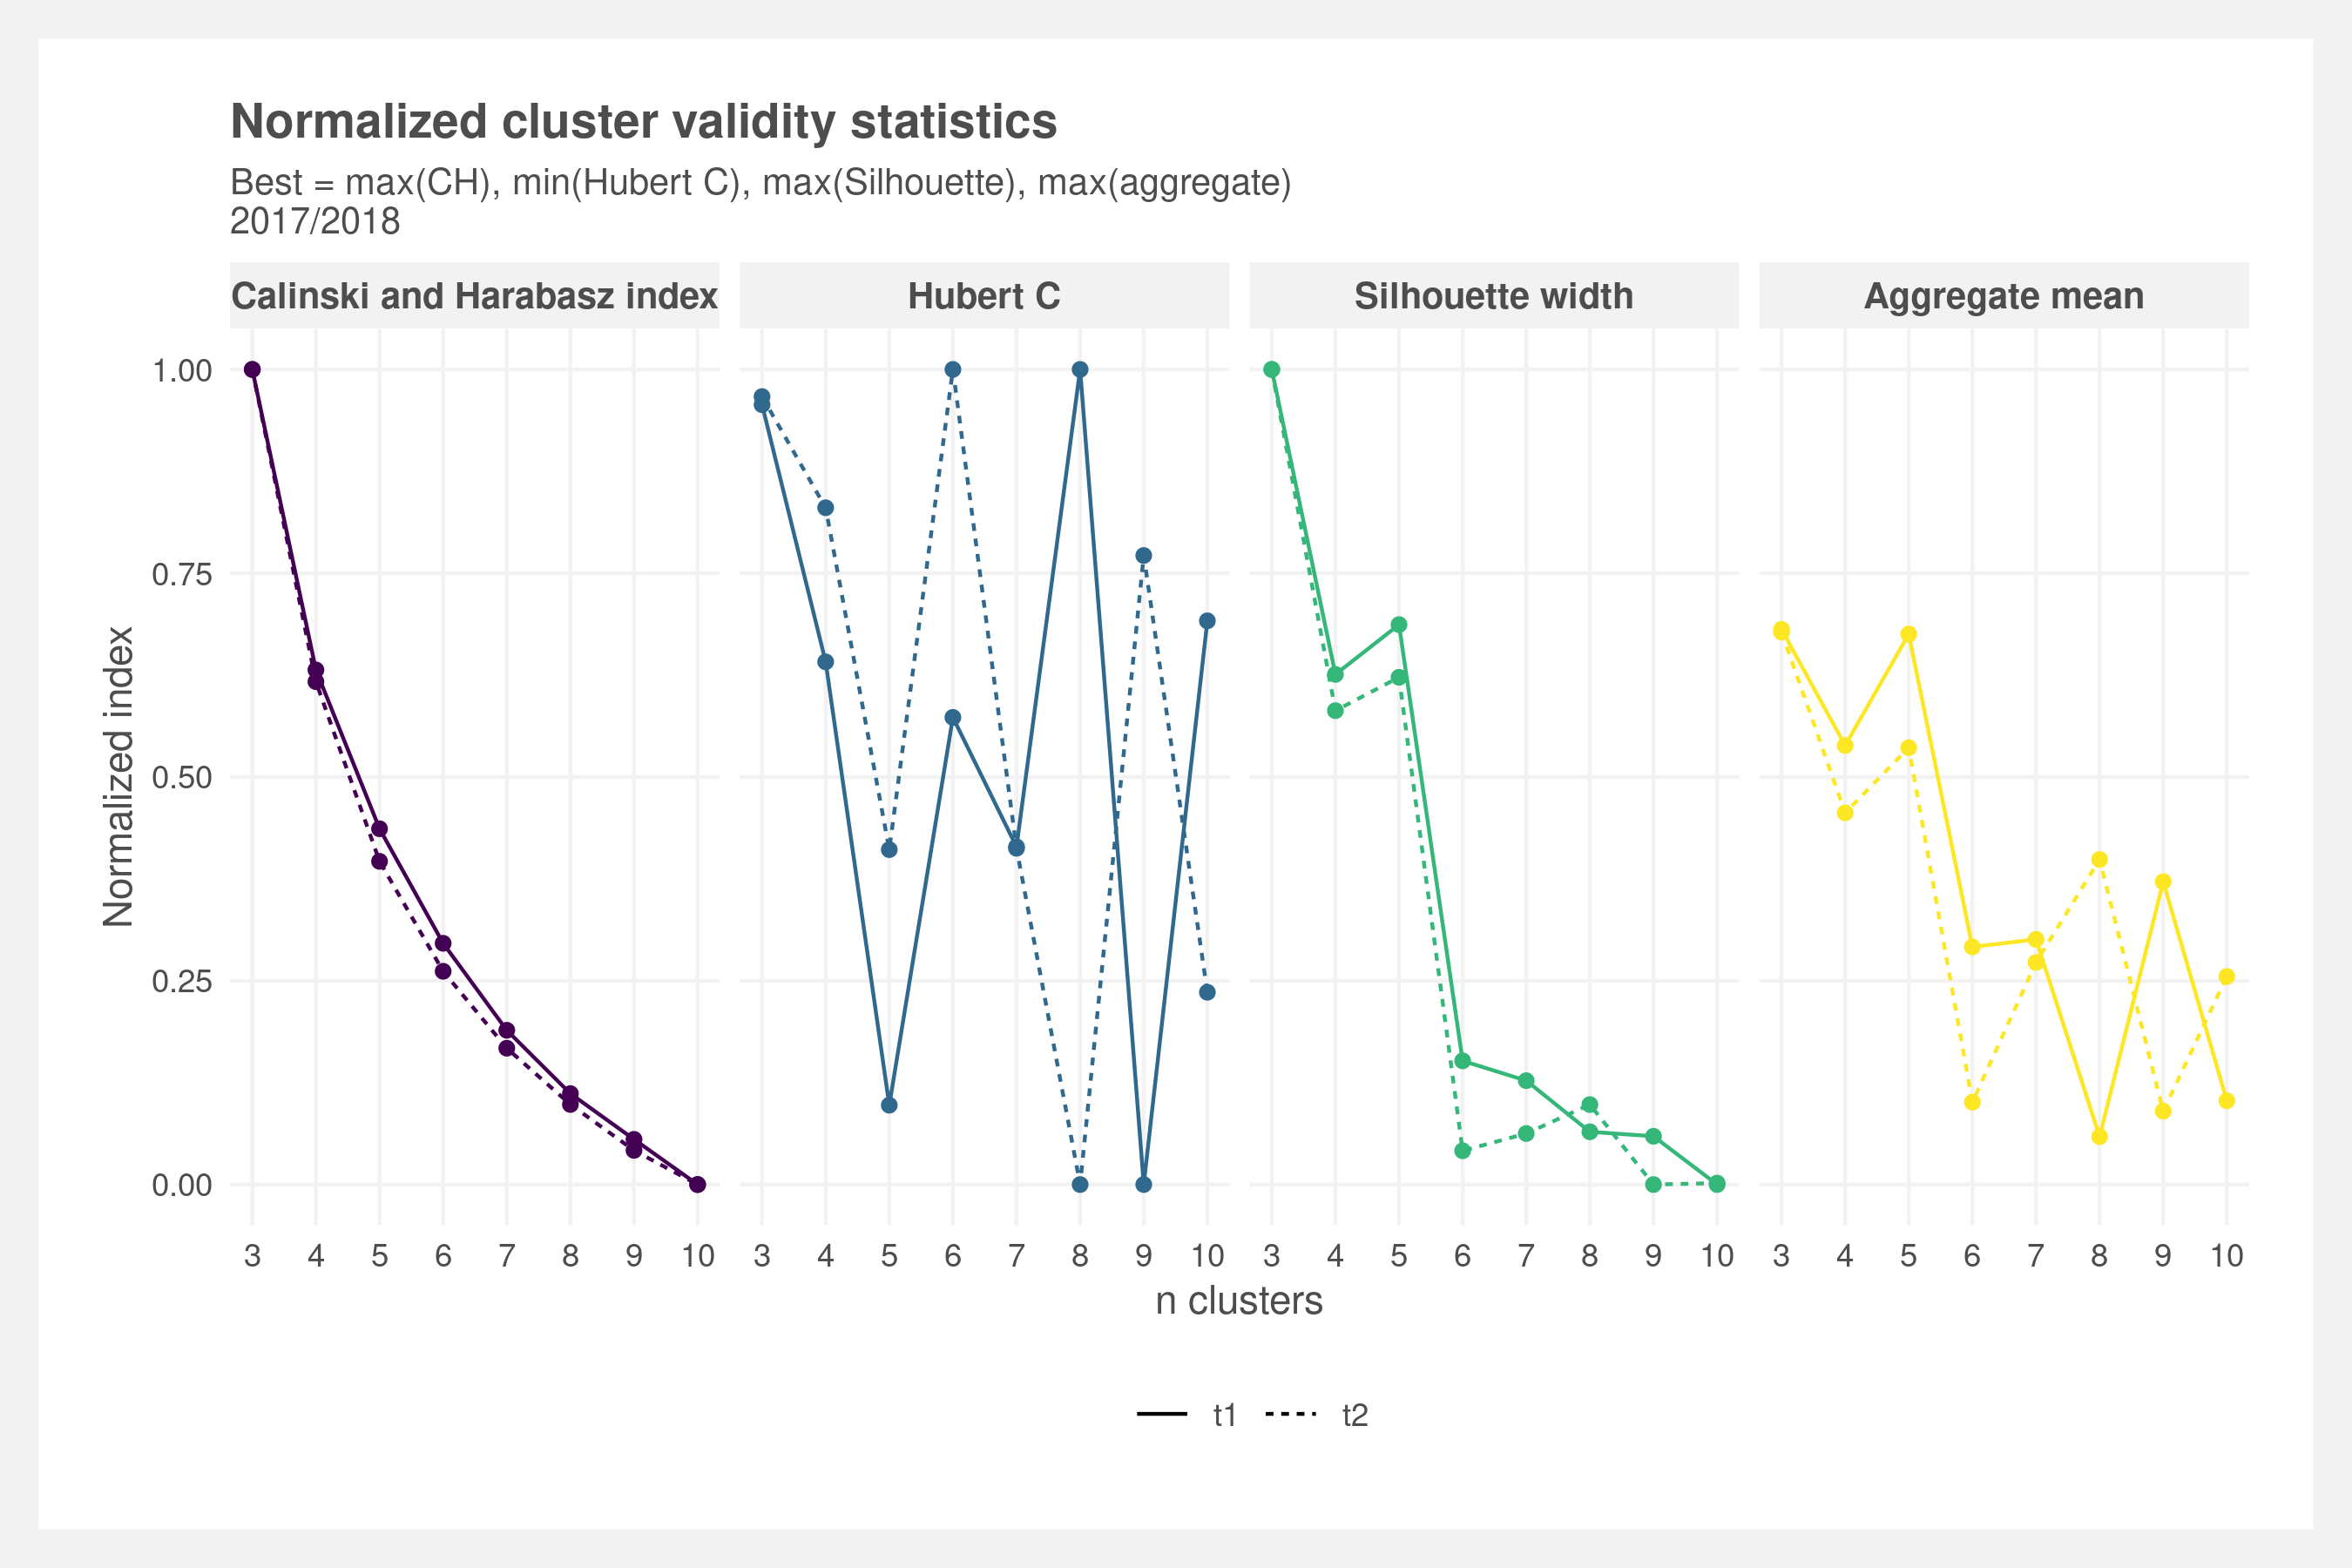 Normalized cluster validity statistics
Best = max(CH), min(Hubert C), max(Silhouette), max(aggregate)
2017/2018
Calinski and Harabasz index
Hubert C
Silhouette width
Aggregate mean
Normalized index
1.00
0.75
0.50
0.25
0.00
3 4 5 6 7 8 9 10
3 4 5 6 7 8 9 10
3 4 5 6 7 8 9 10
3 4 5 6 7 8 9 10
n clusters
t1 t2